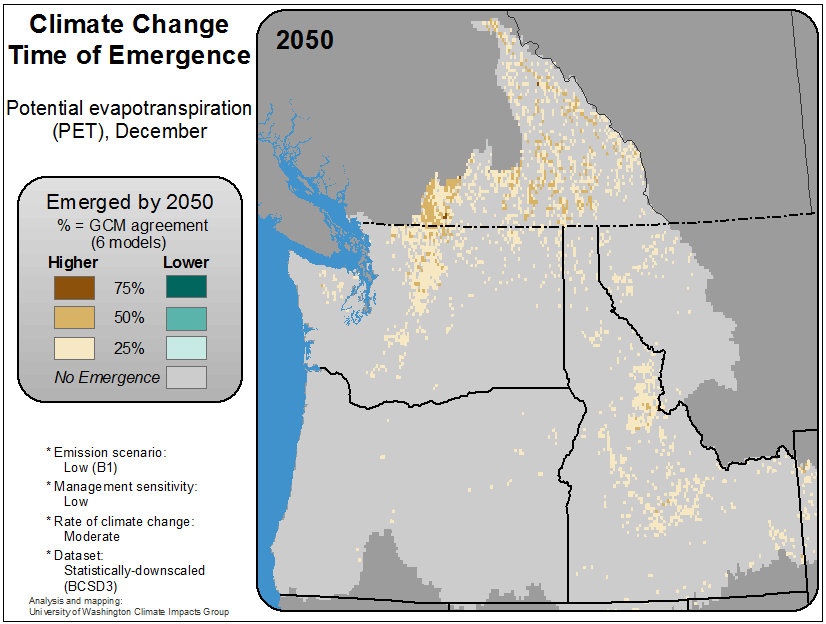 Climate Change
Time of Emergence
Potential evapotranspiration
(PET), December
Emerged by 2050
% = GCM agreement
(6 models)
Higher Lower
75%
50%
25%
No Emergence
* Emission scenario:
Low (B1)
* Management sensitivity:
Low
* Rate of climate change:
Moderate
* Dataset:
Statistically-downscaled
(BCSD3)
Analysis and mapping:
University of Washington Climate Impacts Group
2050